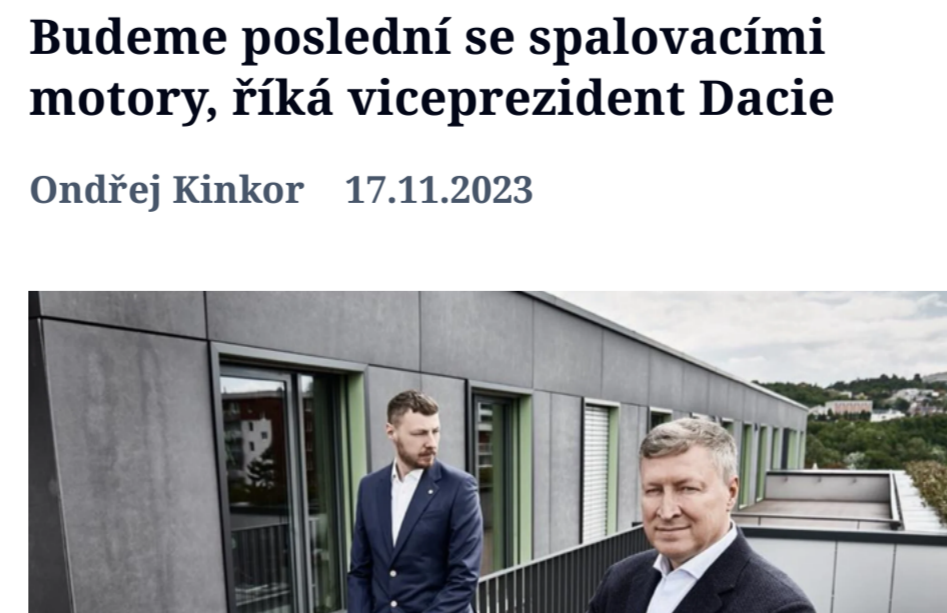 Budeme poslední se spalovacími
motory, říká viceprezident Dacie
Ondřej Kinkor 17.11.2023